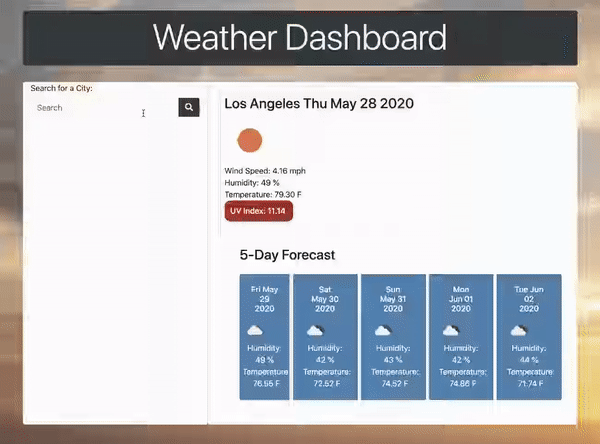 Weather Dashboard
Search for a City:
Search
Los Angeles Thu May 28 2020
Wind Speed: 4.16 mph
Humidity: 49 %
Temperature: 79.30 F
UV Index: 11.14
5-Day Forecast
Fri May
29
2020
Humidity:
49 %
Temperature:
76.55 F
Sat
May 30
2020
Humidity:
42 %
Temperature:
72.52 F
Sun
May 31
2020
Humidity:
43 %
Temperature:
74.52 F
Mon
Jun 01
2020
Humidity:
42 %
Temperature:
74.86 F
Tue Jun
02
2020
Humidity:
44 %
Temperature:
71.74 F